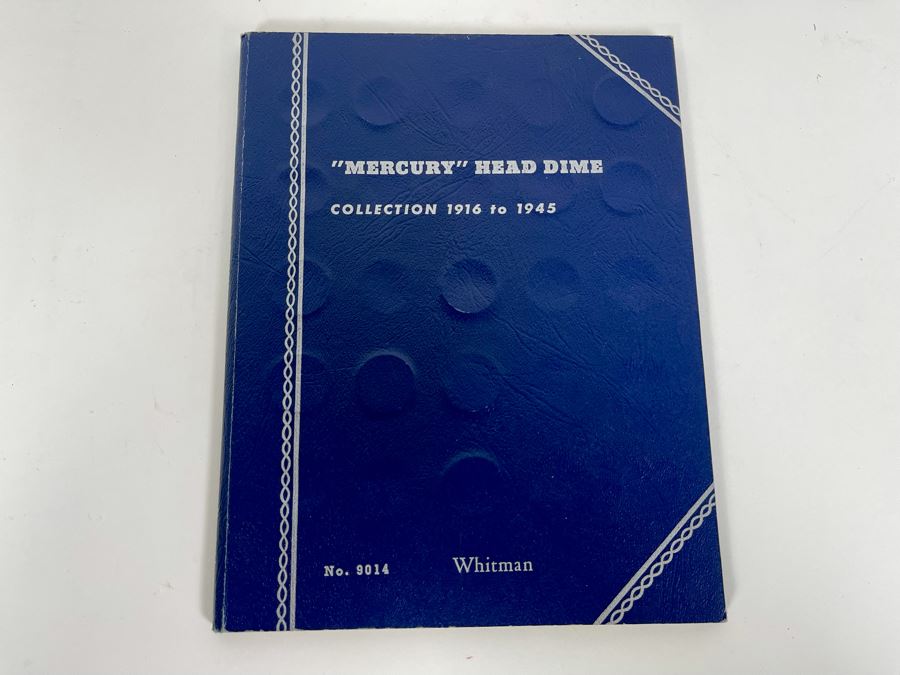 "MERCURY" HEAD DIME
COLLECTION 1916 to 1945
No. 9014
Whitman